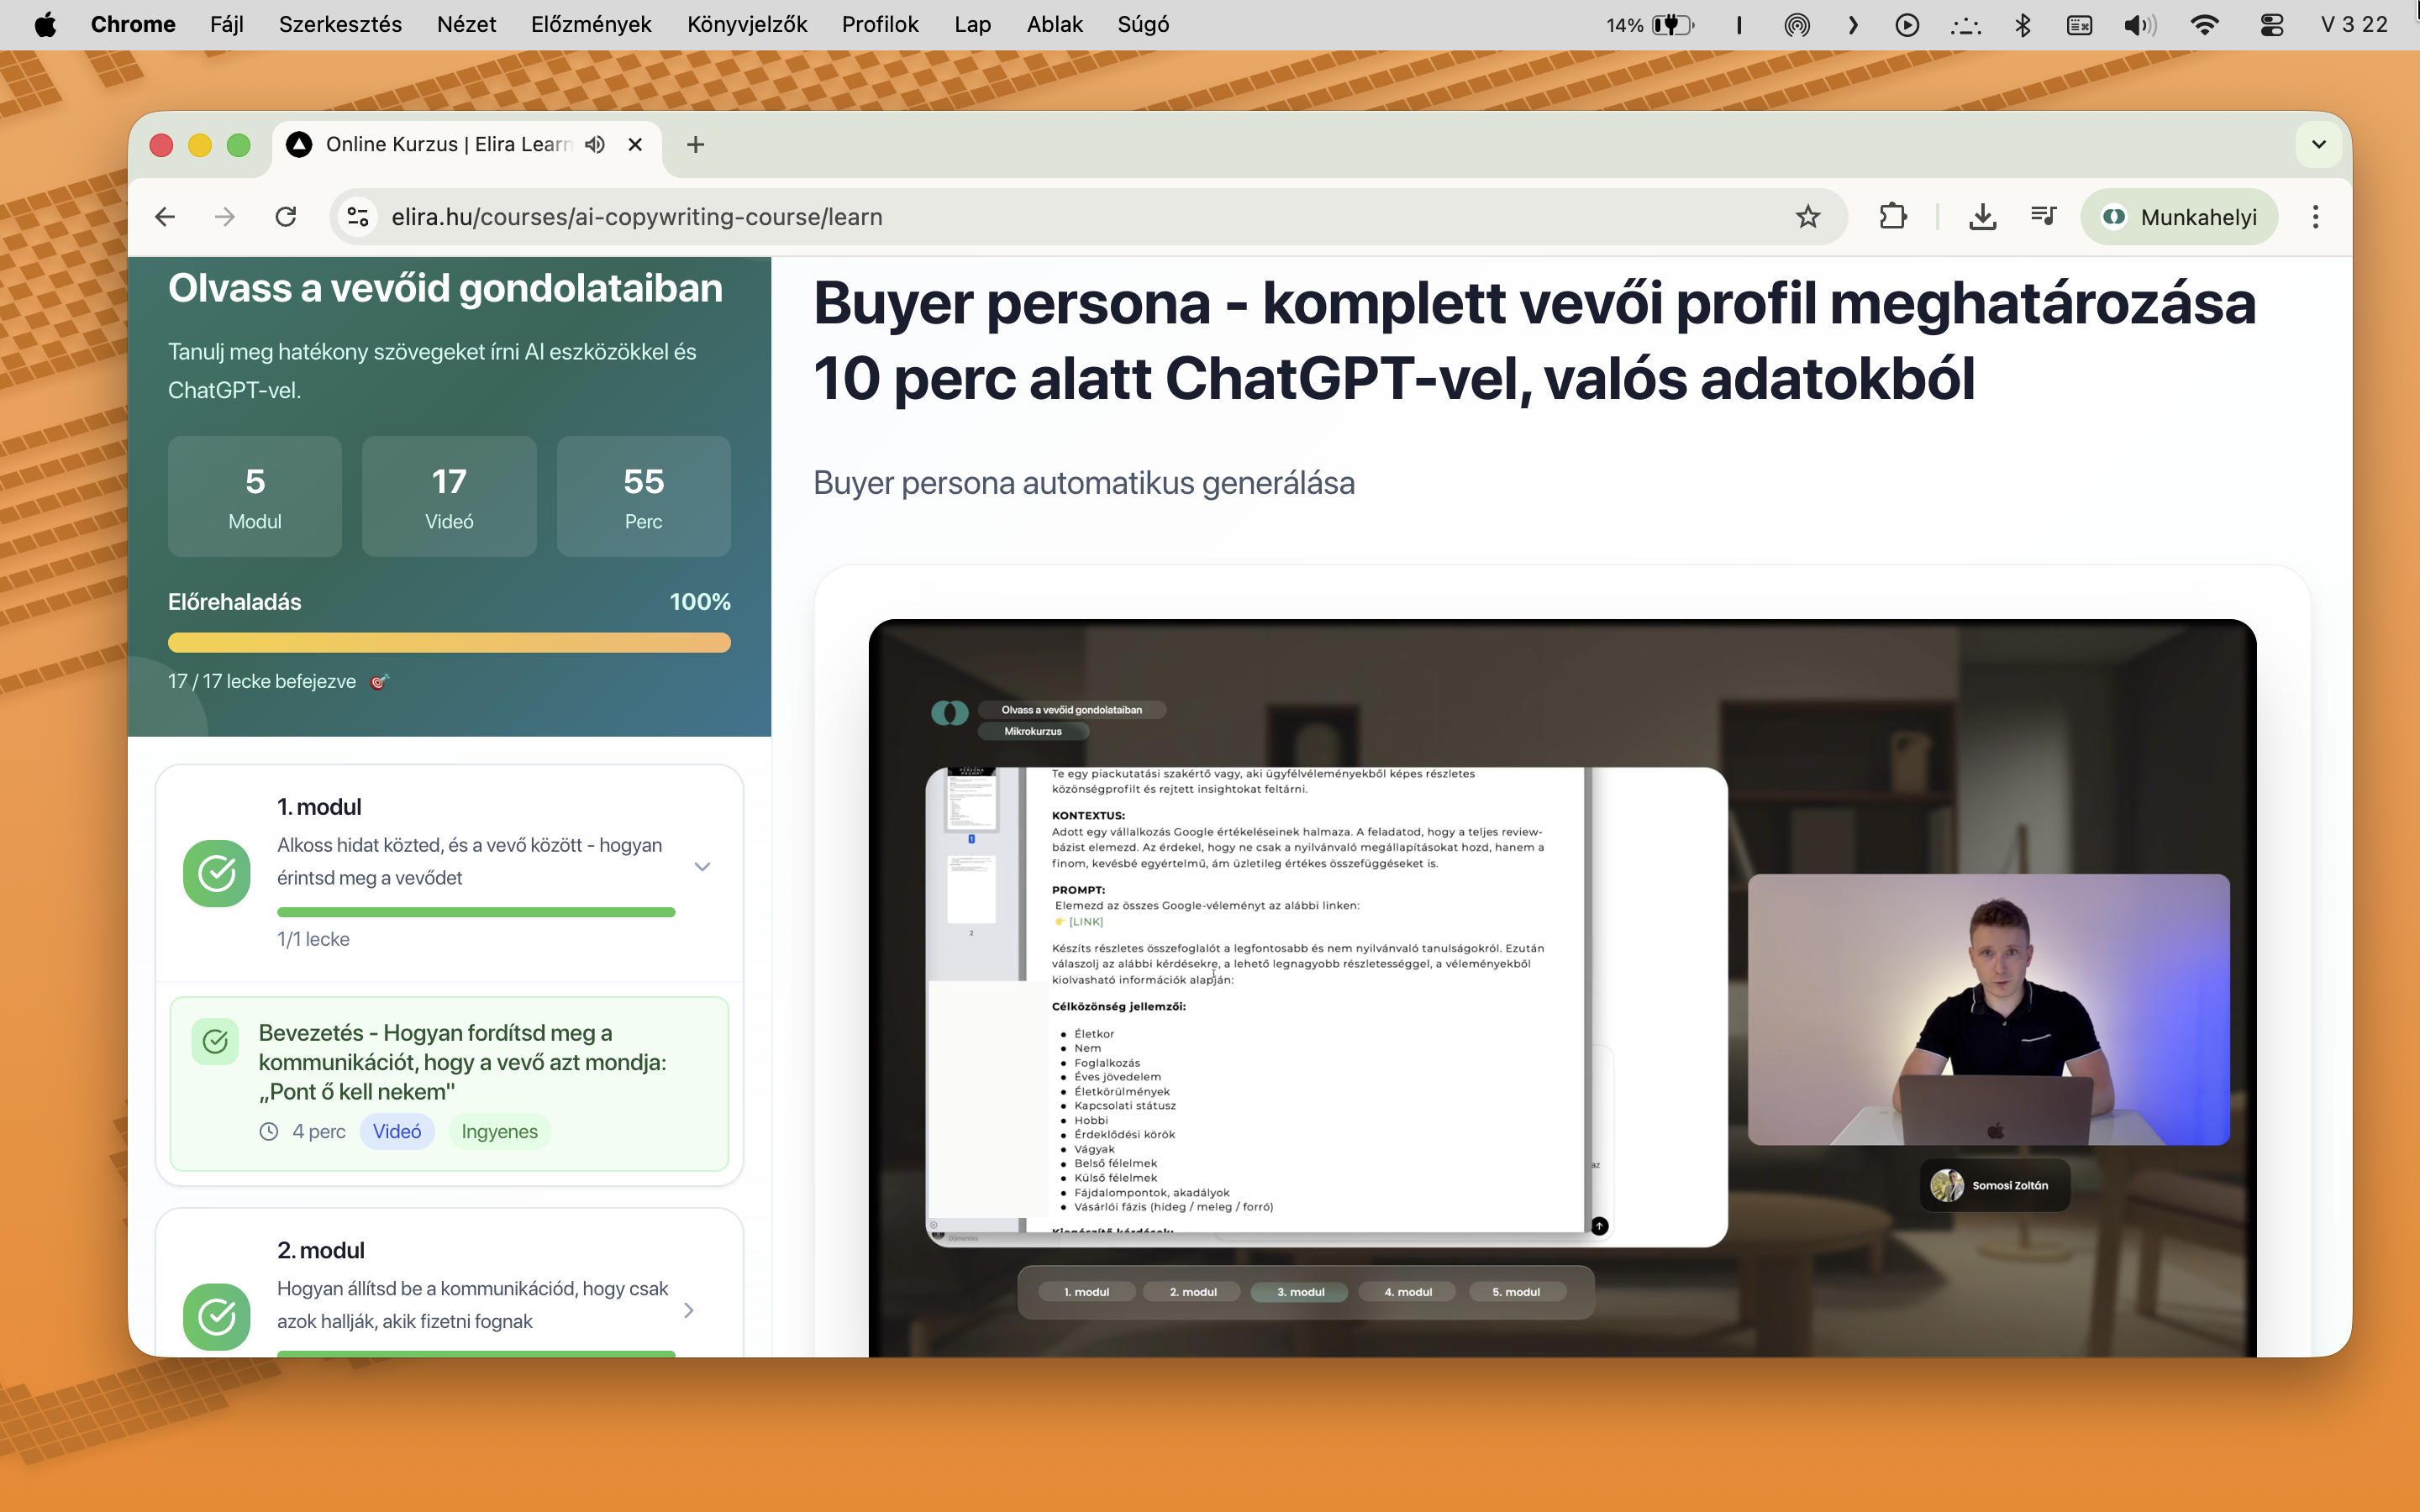 Chrome Fájl Szerkesztés Nézet Előzmények Könyvjelzők Profilok Lap Ablak Súgó 14% V 3 22
Online Kurzus | Elira Learn
elira.hu/courses/ai-copywriting-course/learn
Munkahelyi
Olvass a vevőid gondolataiban
Tanulj meg hatékony szövegeket írni AI eszközökkel és
ChatGPT-vel.
5 17 55
Modul Videó Perc
Előrehaladás 100%
17 / 17 lecke befejezve
1. modul
Alkoss hidat közted, és a vevő között - hogyan
érintsd meg a vevődet
1/1 lecke
Bevezetés - Hogyan fordítsd meg a
kommunikációt, hogy a vevő azt mondja:
„Pont ő kell nekem"
4 perc Videó Ingyenes
2. modul
Hogyan állítsd be a kommunikációd, hogy csak
azok hallják, akik fizetni fognak
Buyer persona - komplett vevői profil meghatározása
10 perc alatt ChatGPT-vel, valós adatokból
Buyer persona automatikus generálása
Olvass a vevőid gondolataiban
Mikrokurzus
PERSONA
PROMPT
1
2
Te egy piackutatási szakértő vagy, aki ügyfélvéleményekből képes részletes
közönségprofilt és rejtett insightokat feltárni.
KONTEXTUS:
Adott egy vállalkozás Google értékeléseinek halmaza. A feladatod, hogy a teljes review-
bázist elemezd. Az érdekel, hogy ne csak a nyilvánvaló megállapításokat hozd, hanem a
finom, kevésbé egyértelmű, ám üzletileg értékes összefüggéseket is.
PROMPT:
Elemezd az összes Google-véleményt az alábbi linken:
[LINK]
Készíts részletes összefoglalót a legfontosabb és nem nyilvánvaló tanulságokról. Ezután
válaszolj az alábbi kérdésekre, a lehető legnagyobb részletességgel, a véleményekből
kiolvasható információk alapján:
Célközönség jellemzői:
• Életkor
• Nem
• Foglalkozás
• Éves jövedelem
• Életkörülmények
• Kapcsolati státusz
• Hobbi
• Érdeklődési körök
• Vágyak
• Belső félelmek
• Külső félelmek
• Fájdalompontok, akadályok
• Vásárlói fázis (hideg / meleg / forró)
Kiegészítő kérdések:
Díjmentes
az
Somosi Zoltán
1. modul 2. modul 3. modul 4. modul 5. modul